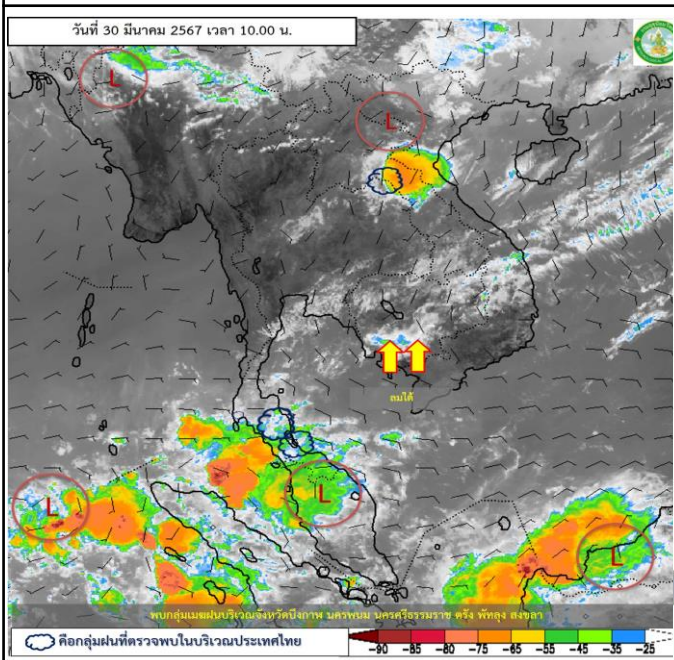 วันที่ 30 มีนาคม 2567 เวลา 10.00 น.
L
L
ลมใต้
L
L
L
พบกลุ่มเมฆฝนบริเวณจังหวัดบึงกาฬ นครพนม นครศรีธรรมราช ตรัง พัทลุง สงขลา
คือกลุ่มฝนที่ตรวจพบในบริเวณประเทศไทย
-90 -85 -80 -75 -65 -55 -45 -35 -25